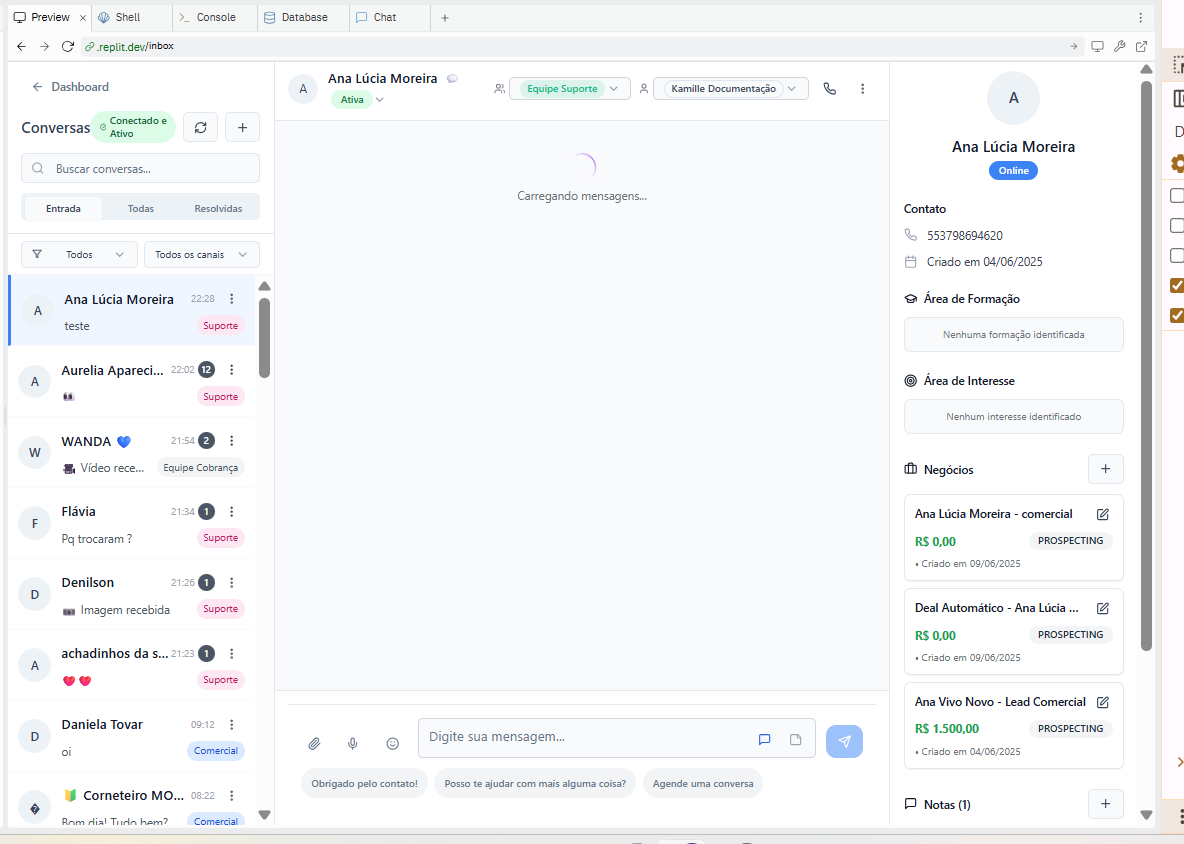 Preview
Shell
Console
Database
Chat
.replit.dev/inbox
Dashboard
Conversas
Conectado e
Ativo
Buscar conversas...
Entrada
Todas
Resolvidas
Todos
Todos os canais
A
Ana Lúcia Moreira
22:28
teste
Suporte
A
Aurelia Apareci...
22:02
12
Suporte
W
WANDA 💙
21:54
2
🎥 Vídeo rece...
Equipe Cobrança
F
Flávia
21:34
1
Pq trocaram ?
Suporte
D
Denilson
21:26
1
📷 Imagem recebida
Suporte
A
achadinhos da s...
21:23
1
❤️ ❤️
Suporte
D
Daniela Tovar
09:12
oi
Comercial
�
🔰 Corneteiro MO...
08:22
Bom dia! Tudo bem?
Comercial
A
Ana Lúcia Moreira
Ativa
Equipe Suporte
Kamille Documentação
Carregando mensagens...
Digite sua mensagem...
Obrigado pelo contato!
Posso te ajudar com mais alguma coisa?
Agende uma conversa
A
Ana Lúcia Moreira
Online
Contato
553798694620
Criado em 04/06/2025
Área de Formação
Nenhuma formação identificada
Área de Interesse
Nenhum interesse identificado
Negócios
Ana Lúcia Moreira - comercial
R$ 0,00
PROSPECTING
• Criado em 09/06/2025
Deal Automático - Ana Lúcia ...
R$ 0,00
PROSPECTING
• Criado em 09/06/2025
Ana Vivo Novo - Lead Comercial
R$ 1.500,00
PROSPECTING
• Criado em 04/06/2025
Notas (1)
D